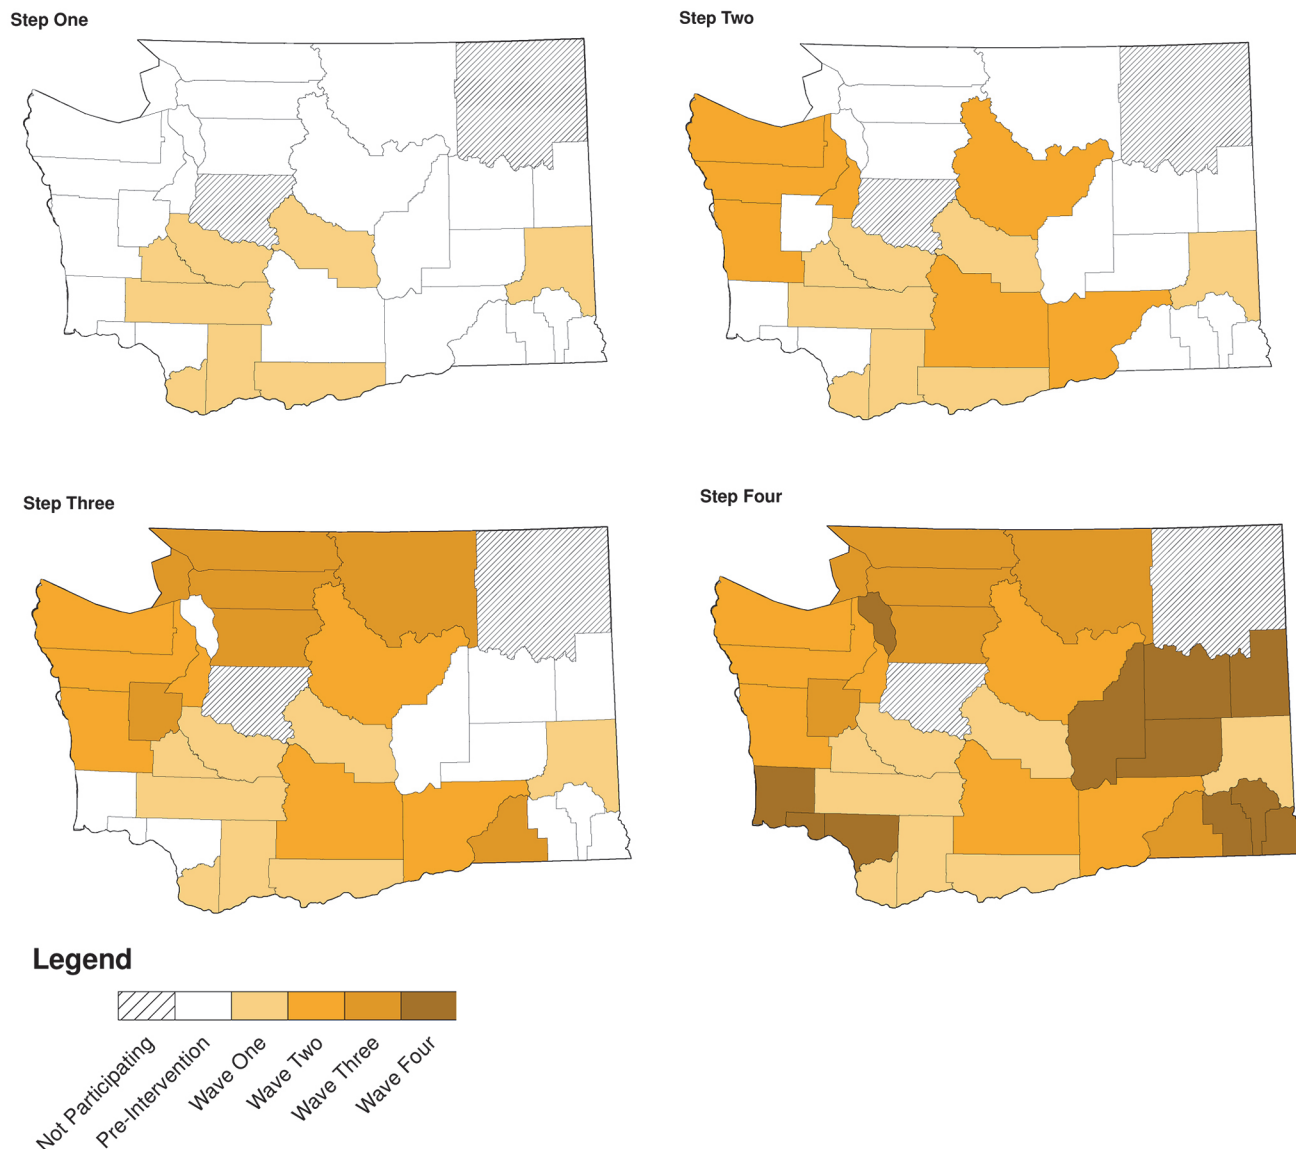 Step One
Step Two
Step Three
Step Four
Legend
Not Participating
Pre-Intervention
Wave One
Wave Two
Wave Three
Wave Four